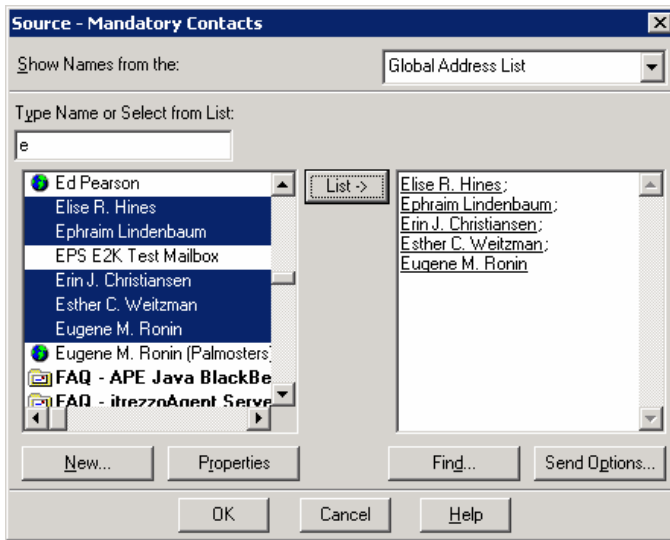 Source - Mandatory Contacts
Show Names from the:
Global Address List
Type Name or Select from List:
e
Ed Pearson
Elise R. Hines
Ephraim Lindenbaum
EPS E2K Test Mailbox
Erin J. Christiansen
Esther C. Weitzman
Eugene M. Ronin
Eugene M. Ronin (Palmosters)
FAQ - APE Java BlackBe
FAQ - itrezzoAgent Serve
List ->
Elise R. Hines;
Ephraim Lindenbaum;
Erin J. Christiansen;
Esther C. Weitzman;
Eugene M. Ronin
New...
Properties
Find...
Send Options...
OK
Cancel
Help